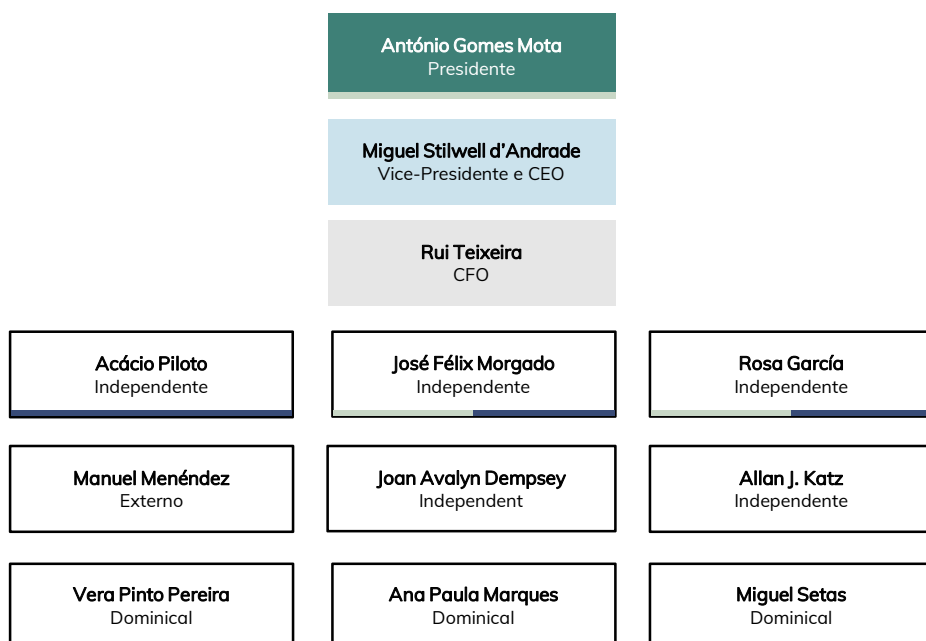 António Gomes Mota
Presidente
Miguel Stilwell d’Andrade
Vice-Presidente e CEO
Rui Teixeira
CFO
Acácio Piloto
Independente
José Félix Morgado
Independente
Rosa García
Independente
Manuel Menéndez
Externo
Joan Avalyn Dempsey
Independent
Allan J. Katz
Independente
Vera Pinto Pereira
Dominical
Ana Paula Marques
Dominical
Miguel Setas
Dominical